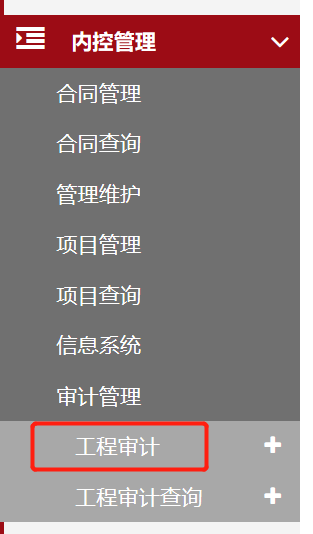 内控管理
合同管理
合同查询
管理维护
项目管理
项目查询
信息系统
审计管理
工程审计
工程审计查询